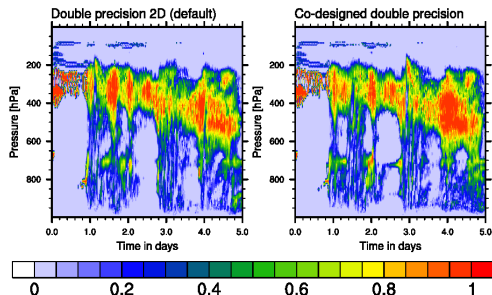 Double precision 2D (default)
Pressure [hPa]
200
400
600
800
0.0 1.0 2.0 3.0 4.0 5.0
Time in days
Co-designed double precision
Pressure [hPa]
200
400
600
800
0.0 1.0 2.0 3.0 4.0 5.0
Time in days
0 0.2 0.4 0.6 0.8 1